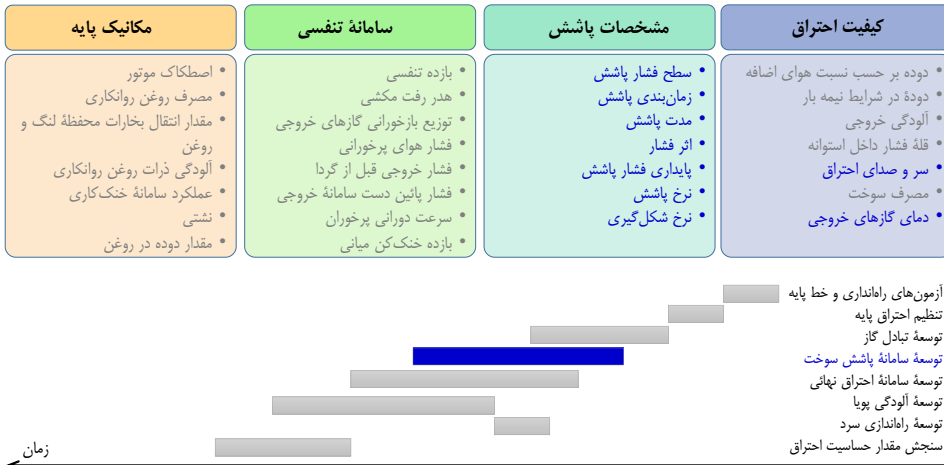 کیفیت احتراق
• دوده بر حسب نسبت هوای اضافه
• دودهٔ در شرایط نیمه بار
• آلودگی خروجی
• قلهٔ فشار داخل استوانه
• سر و صدای احتراق
• مصرف سوخت
• دمای گازهای خروجی
مشخصات پاشش
• سطح فشار پاشش
• زمان‌بندی پاشش
• مدت پاشش
• اثر فشار
• پایداری فشار پاشش
• نرخ پاشش
• نرخ شکل‌گیری
سامانهٔ تنفسی
• بازده تنفسی
• هدر رفت مکشی
• توزیع بازخورانی گازهای خروجی
• فشار هوای پرخورانی
• فشار خروجی قبل از گردا
• فشار پائین دست سامانهٔ خروجی
• سرعت دورانی پرخوران
• بازده خنک‌کن میانی
مکانیک پایه
• اصطکاک موتور
• مصرف روغن روانکاری
• مقدار انتقال بخارات محفظهٔ لنگ و
روغن
• آلودگی ذرات روغن روانکاری
• عملکرد سامانهٔ خنک‌کاری
• نشتی
• مقدار دوده در روغن
آزمون‌های راه‌انداری و خط پایه
تنظیم احتراق پایه
توسعهٔ تبادل گاز
توسعهٔ سامانهٔ پاشش سوخت
توسعهٔ سامانهٔ احتراق نهائی
توسعهٔ آلودگی پویا
توسعهٔ راه‌اندازی سرد
سنجش مقدار حساسیت احتراق
زمان